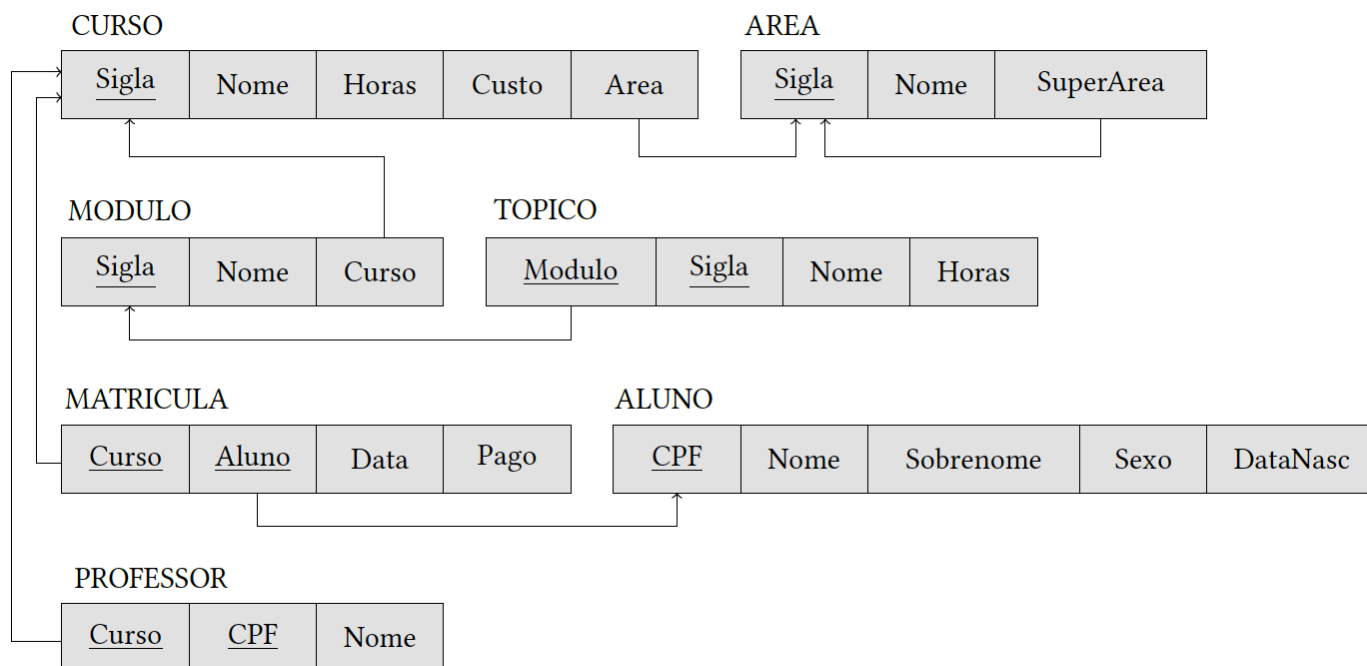 CURSO AREA
Sigla Nome Horas Custo Area Sigla Nome SuperArea
MODULO TOPICO
Sigla Nome Curso Modulo Sigla Nome Horas
MATRICULA ALUNO
Curso Aluno Data Pago CPF Nome Sobrenome Sexo DataNasc
PROFESSOR
Curso CPF Nome